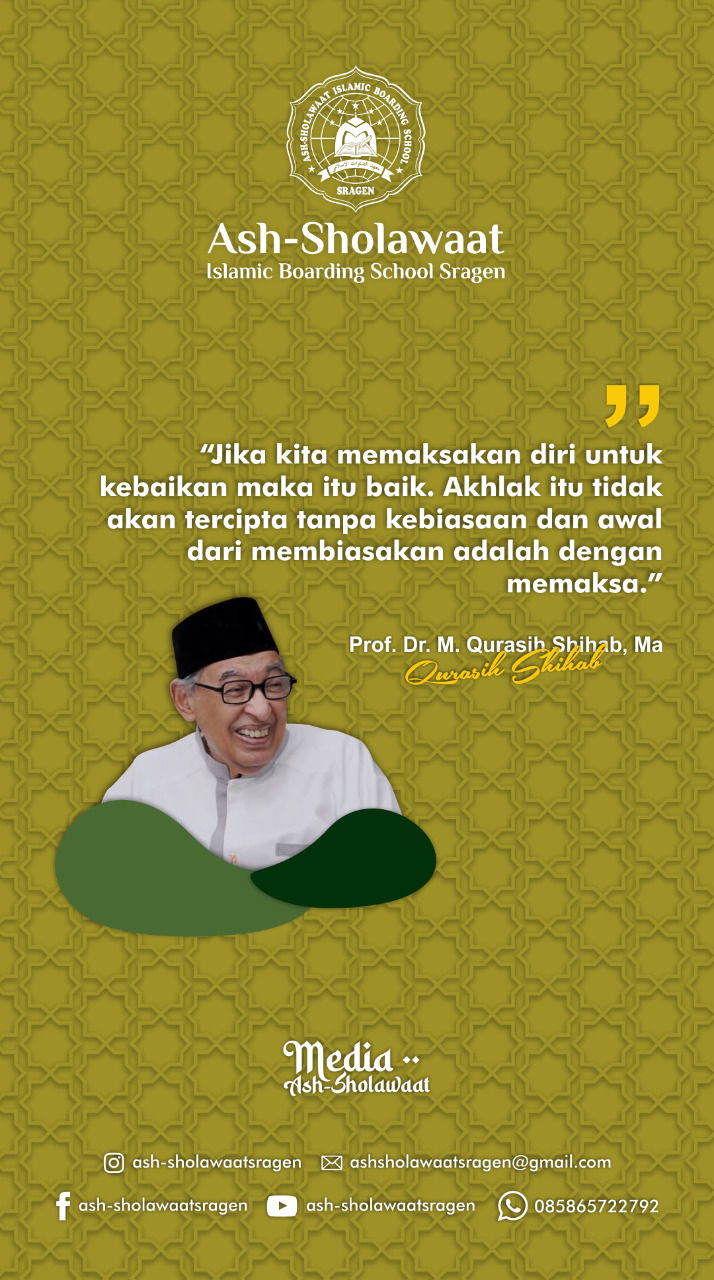 ASH-SHOLAWAAT ISLAMIC BOARDING SCHOOL
SRAGEN
Ash-Sholawaat
Islamic Boarding School Sragen
”
“Jika kita memaksakan diri untuk
kebaikan maka itu baik. Akhlak itu tidak
akan tercipta tanpa kebiasaan dan awal
dari membiasakan adalah dengan
memaksa.”
Prof. Dr. M. Qurasih Shihab, Ma
Qurasih Shihab
Media
Ash-Sholawaat
ash-sholawaatsragen ashsholawaatsragen@gmail.com
ash-sholawaatsragen ash-sholawaatsragen 085865722792